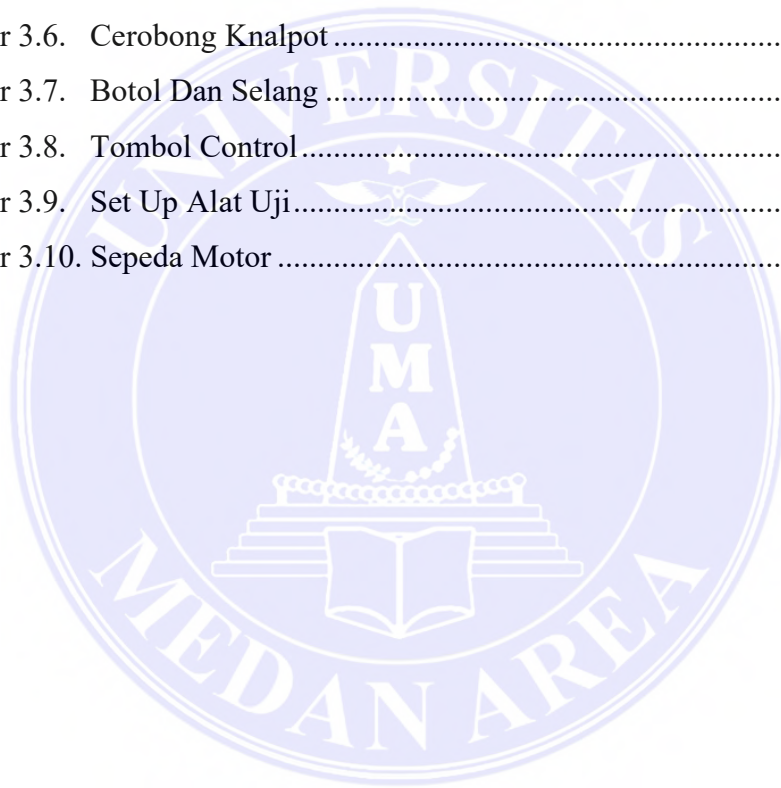 r 3.6. Cerobong Knalpot ................................................................
r 3.7. Botol Dan Selang .................................................................
r 3.8. Tombol Control ....................................................................
r 3.9. Set Up Alat Uji .....................................................................
r 3.10. Sepeda Motor .....................................................................
UNIVERSITAS
UMA
MEDAN AREA